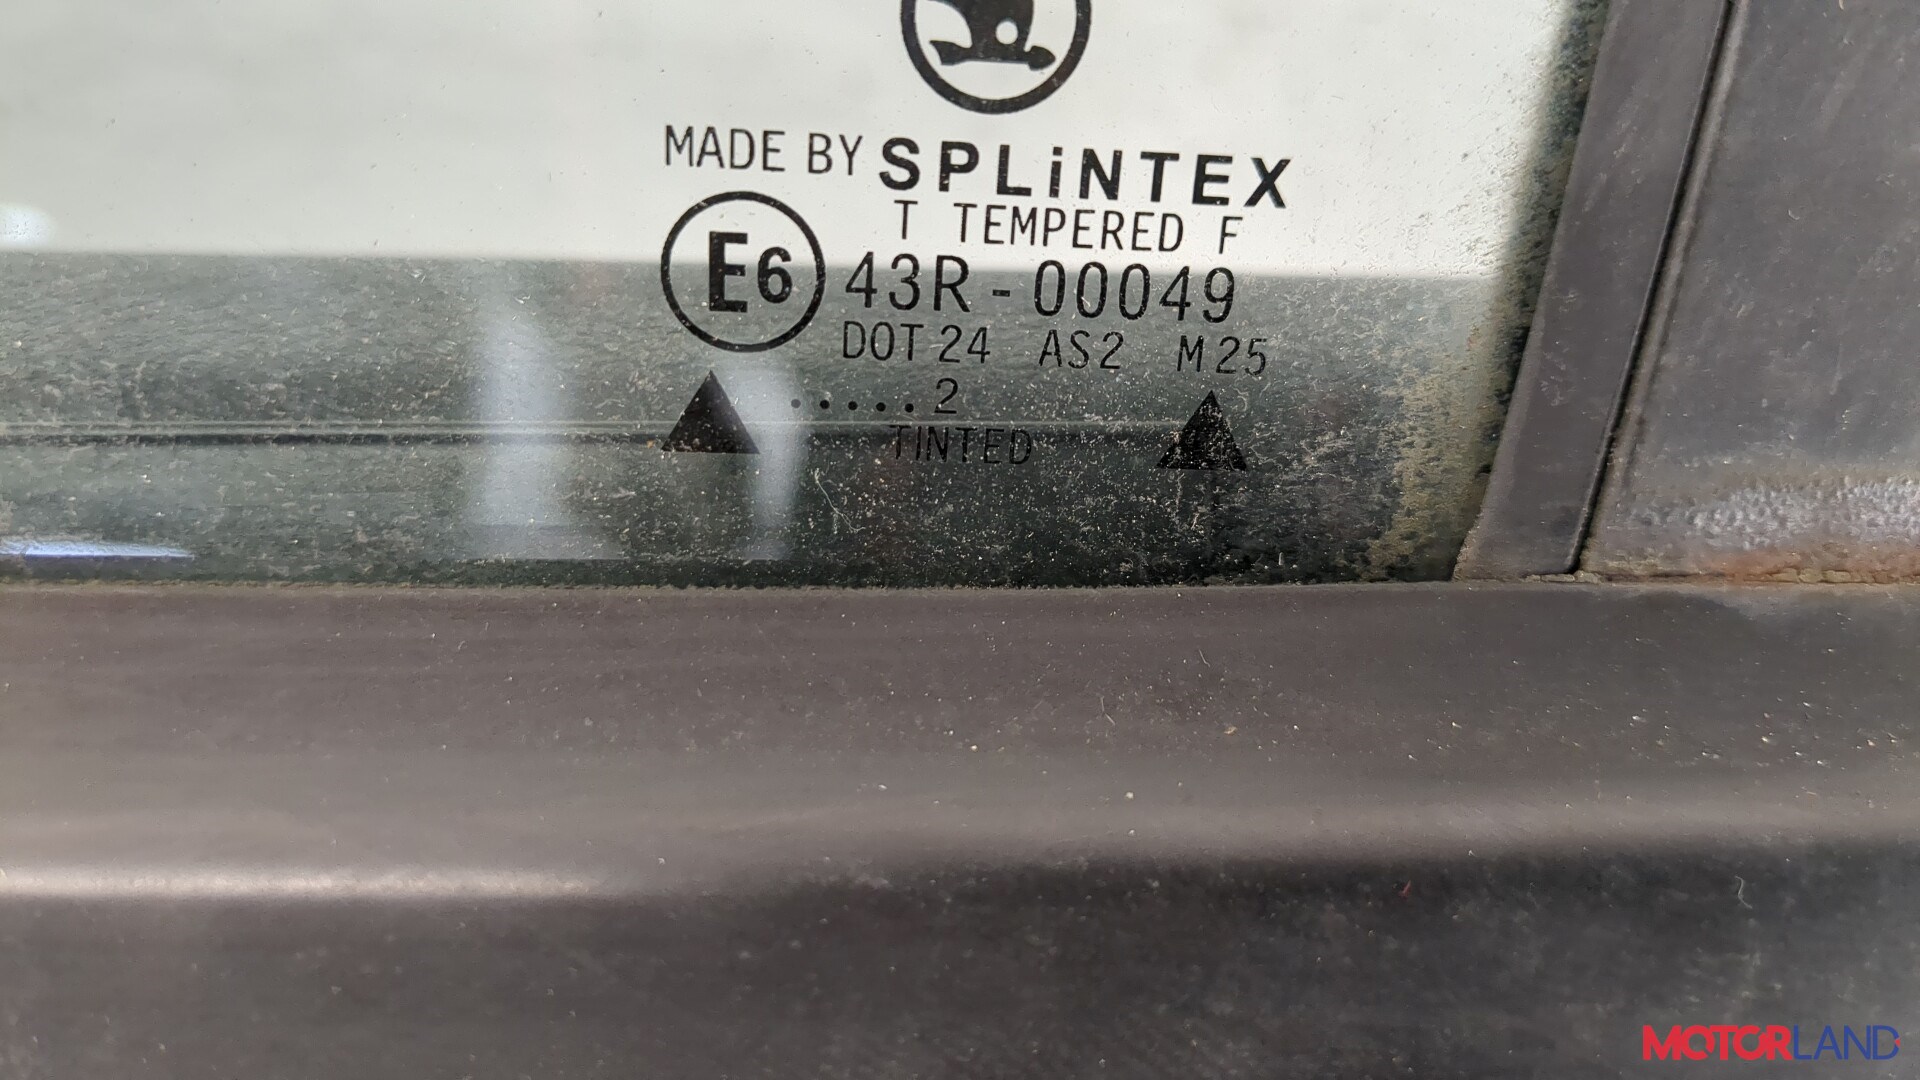 MADE BY SPLiNTEX
T TEMPERED F
E6 43R - 00049
DOT 24 AS2 M25
.....2
TINTED
MOTORLAND